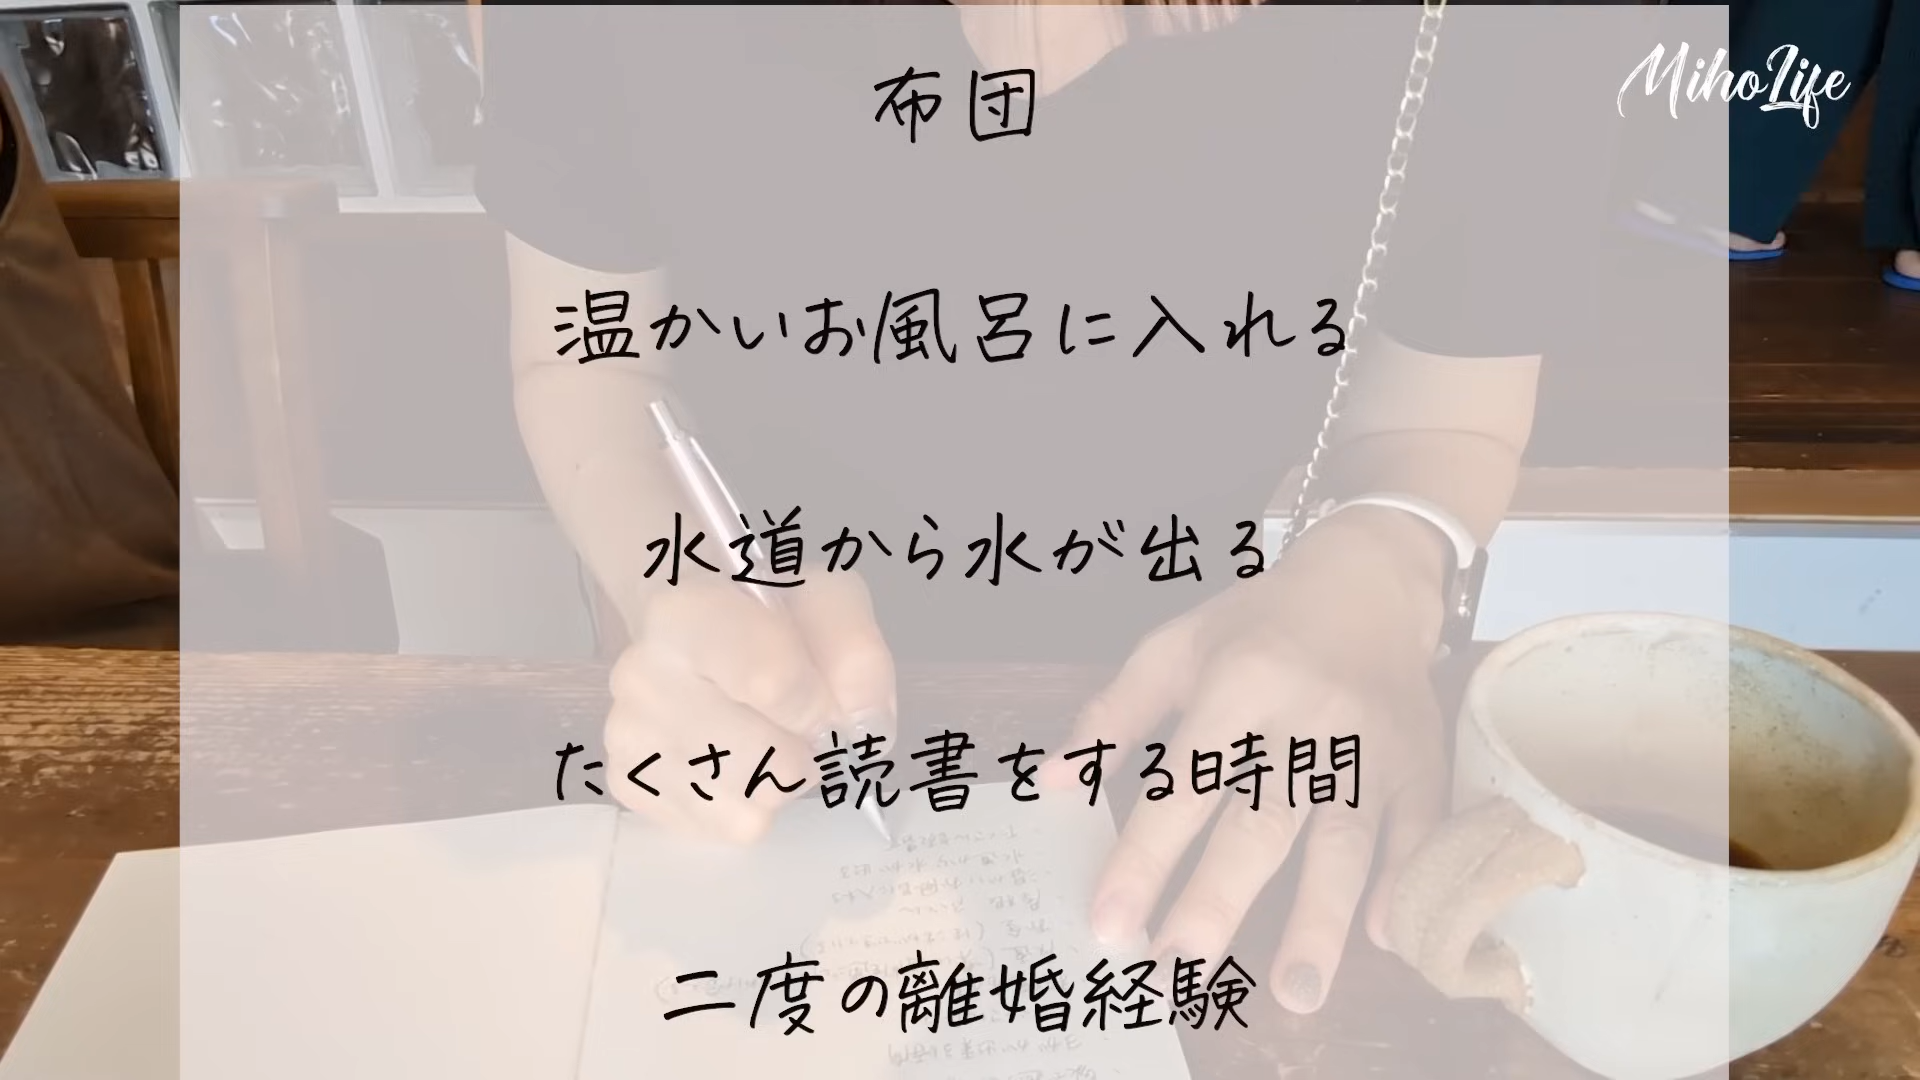 MihoLife
布団
温かいお風呂に入れる
水道から水が出る
たくさん読書をする時間
二度の離婚経験